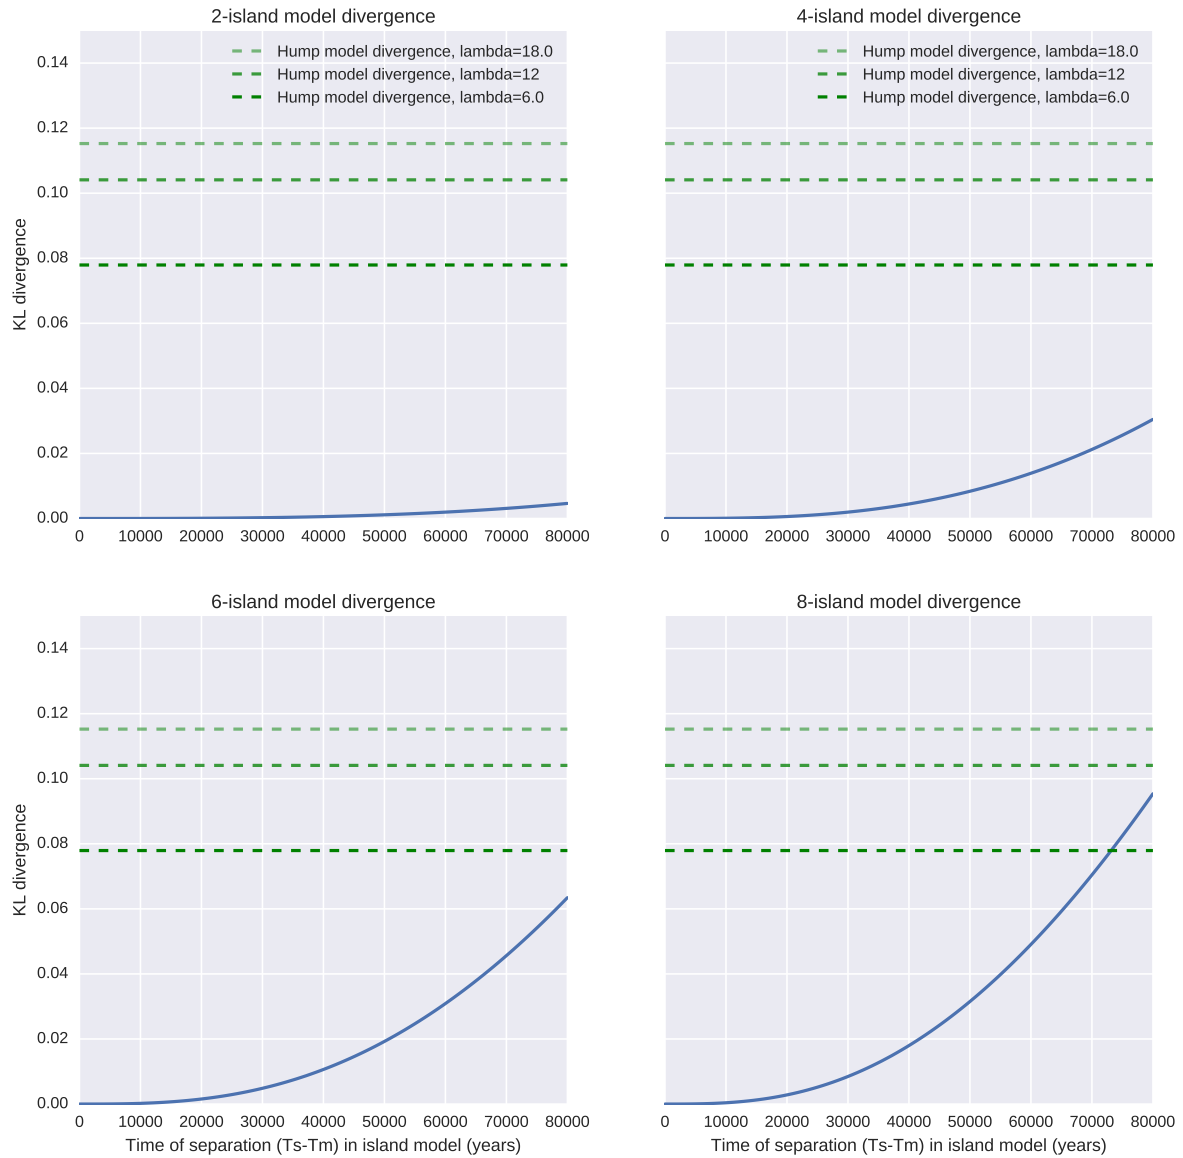 2-island model divergence
0.14
0.12
0.10
0.08
0.06
0.04
0.02
0.00
KL divergence
Hump model divergence, lambda=18.0
Hump model divergence, lambda=12
Hump model divergence, lambda=6.0
0 10000 20000 30000 40000 50000 60000 70000 80000
4-island model divergence
Hump model divergence, lambda=18.0
Hump model divergence, lambda=12
Hump model divergence, lambda=6.0
0 10000 20000 30000 40000 50000 60000 70000 80000
6-island model divergence
0.14
0.12
0.10
0.08
0.06
0.04
0.02
0.00
KL divergence
0 10000 20000 30000 40000 50000 60000 70000 80000
Time of separation (Ts-Tm) in island model (years)
8-island model divergence
0 10000 20000 30000 40000 50000 60000 70000 80000
Time of separation (Ts-Tm) in island model (years)